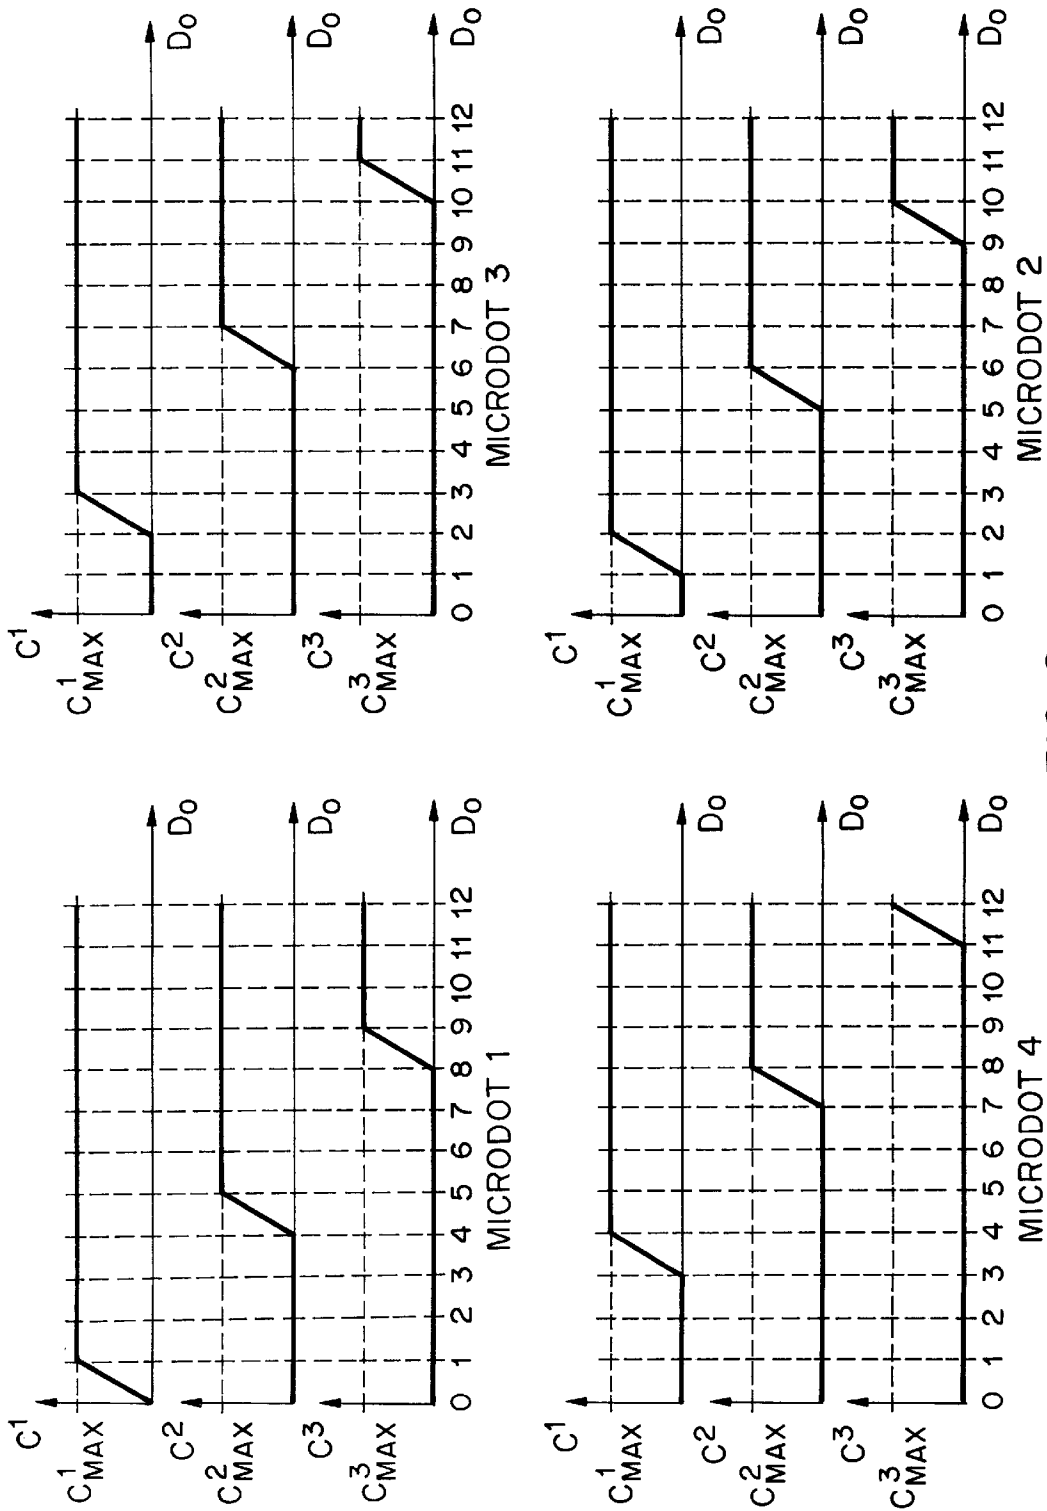 C¹
C¹MAX
D₀
C²
C²MAX
D₀
C³
C³MAX
D₀
0 1 2 3 4 5 6 7 8 9 10 11 12
MICRODOT 1
C¹
C¹MAX
D₀
C²
C²MAX
D₀
C³
C³MAX
D₀
0 1 2 3 4 5 6 7 8 9 10 11 12
MICRODOT 3
C¹
C¹MAX
D₀
C²
C²MAX
D₀
C³
C³MAX
D₀
0 1 2 3 4 5 6 7 8 9 10 11 12
MICRODOT 4
C¹
C¹MAX
D₀
C²
C²MAX
D₀
C³
C³MAX
D₀
0 1 2 3 4 5 6 7 8 9 10 11 12
MICRODOT 2